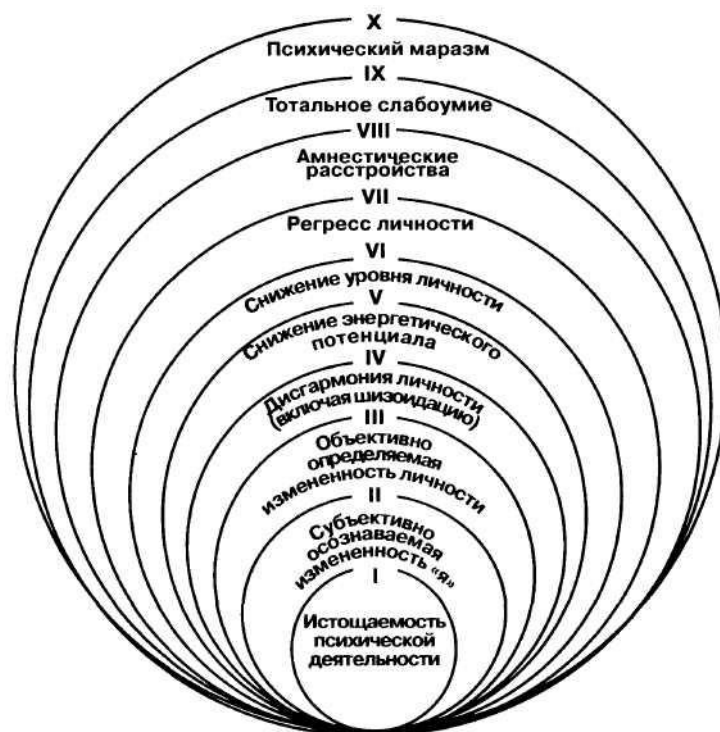 X
Психический маразм
IX
Тотальное слабоумие
VIII
Амнестические
расстройства
VII
Регресс личности
VI
Снижение уровня личности
V
Снижение энергетического
потенциала
IV
Дисгармония личности
(включая шизоидацию)
III
Объективно
определяемая
измененность личности
II
Субъективно
осознаваемая
измененность «я»
I
Истощаемость
психической
деятельности